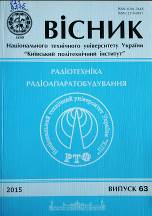 ВІСНИК
Національного технічного університету України
"Київський політехнічний інститут"
РАДІОТЕХНІКА
РАДІОАПАРАТОБУДУВАННЯ
РТФ
2015
ВИПУСК 63